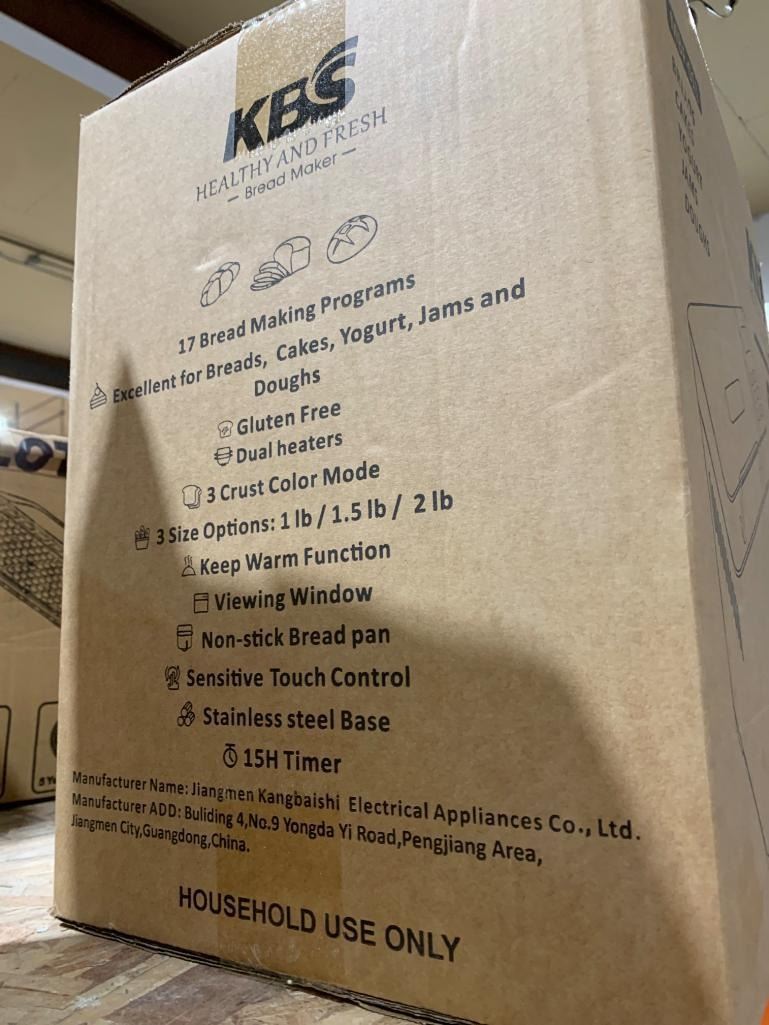 KBS
HEALTHY AND FRESH
— Bread Maker —
17 Bread Making Programs
Excellent for Breads, Cakes, Yogurt, Jams and
Doughs
Gluten Free
Dual heaters
3 Crust Color Mode
3 Size Options: 1 lb / 1.5 lb / 2 lb
Keep Warm Function
Viewing Window
Non-stick Bread pan
Sensitive Touch Control
Stainless steel Base
15H Timer
Manufacturer Name: Jiangmen Kangbaishi Electrical Appliances Co., Ltd.
Manufacturer ADD: Buliding 4,No.9 Yongda Yi Road,Pengjiang Area,
Jiangmen City,Guangdong,China.
HOUSEHOLD USE ONLY
CAKES
YOGURT
JAMS
DOUGHS